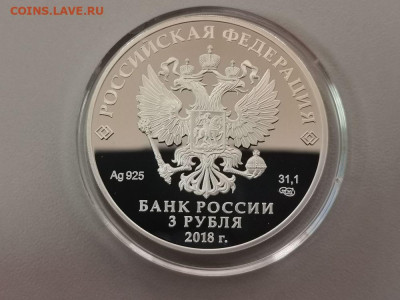 COINS.LAVE.RU
РОССИЙСКАЯ ФЕДЕРАЦИЯ
Ag 925
31,1
БАНК РОССИИ
3 РУБЛЯ
2018 г.